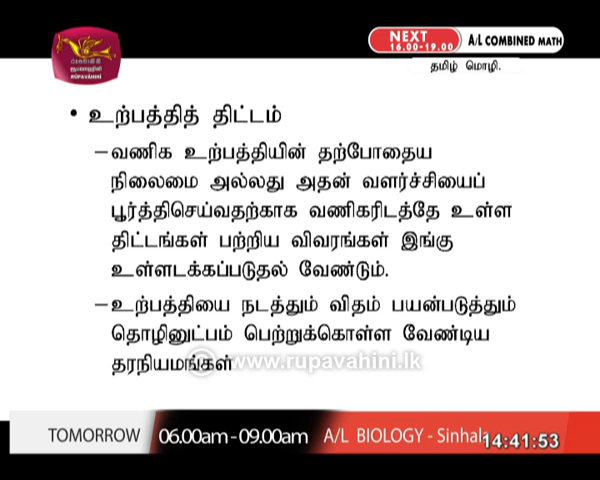 NEXT
16.00-19.00
A/L COMBINED MATH
தமிழ் மொழி.
RUPAVAHINI
• உற்பத்தித் திட்டம்
–வணிக உற்பத்தியின் தற்போதைய
நிலைமை அல்லது அதன் வளர்ச்சியைப்
பூர்த்திசெய்வதற்காக வணிகரிடத்தே உள்ள
திட்டங்கள் பற்றிய விவரங்கள் இங்கு
உள்ளடக்கப்படுதல் வேண்டும்.
–உற்பத்தியை நடத்தும் விதம் பயன்படுத்தும்
தொழினுட்பம் பெற்றுக்கொள்ள வேண்டிய
தரநியமங்கள்
© www.rupavahini.lk
TOMORROW 06.00am - 09.00am A/L BIOLOGY - Sinhala
14:41:53